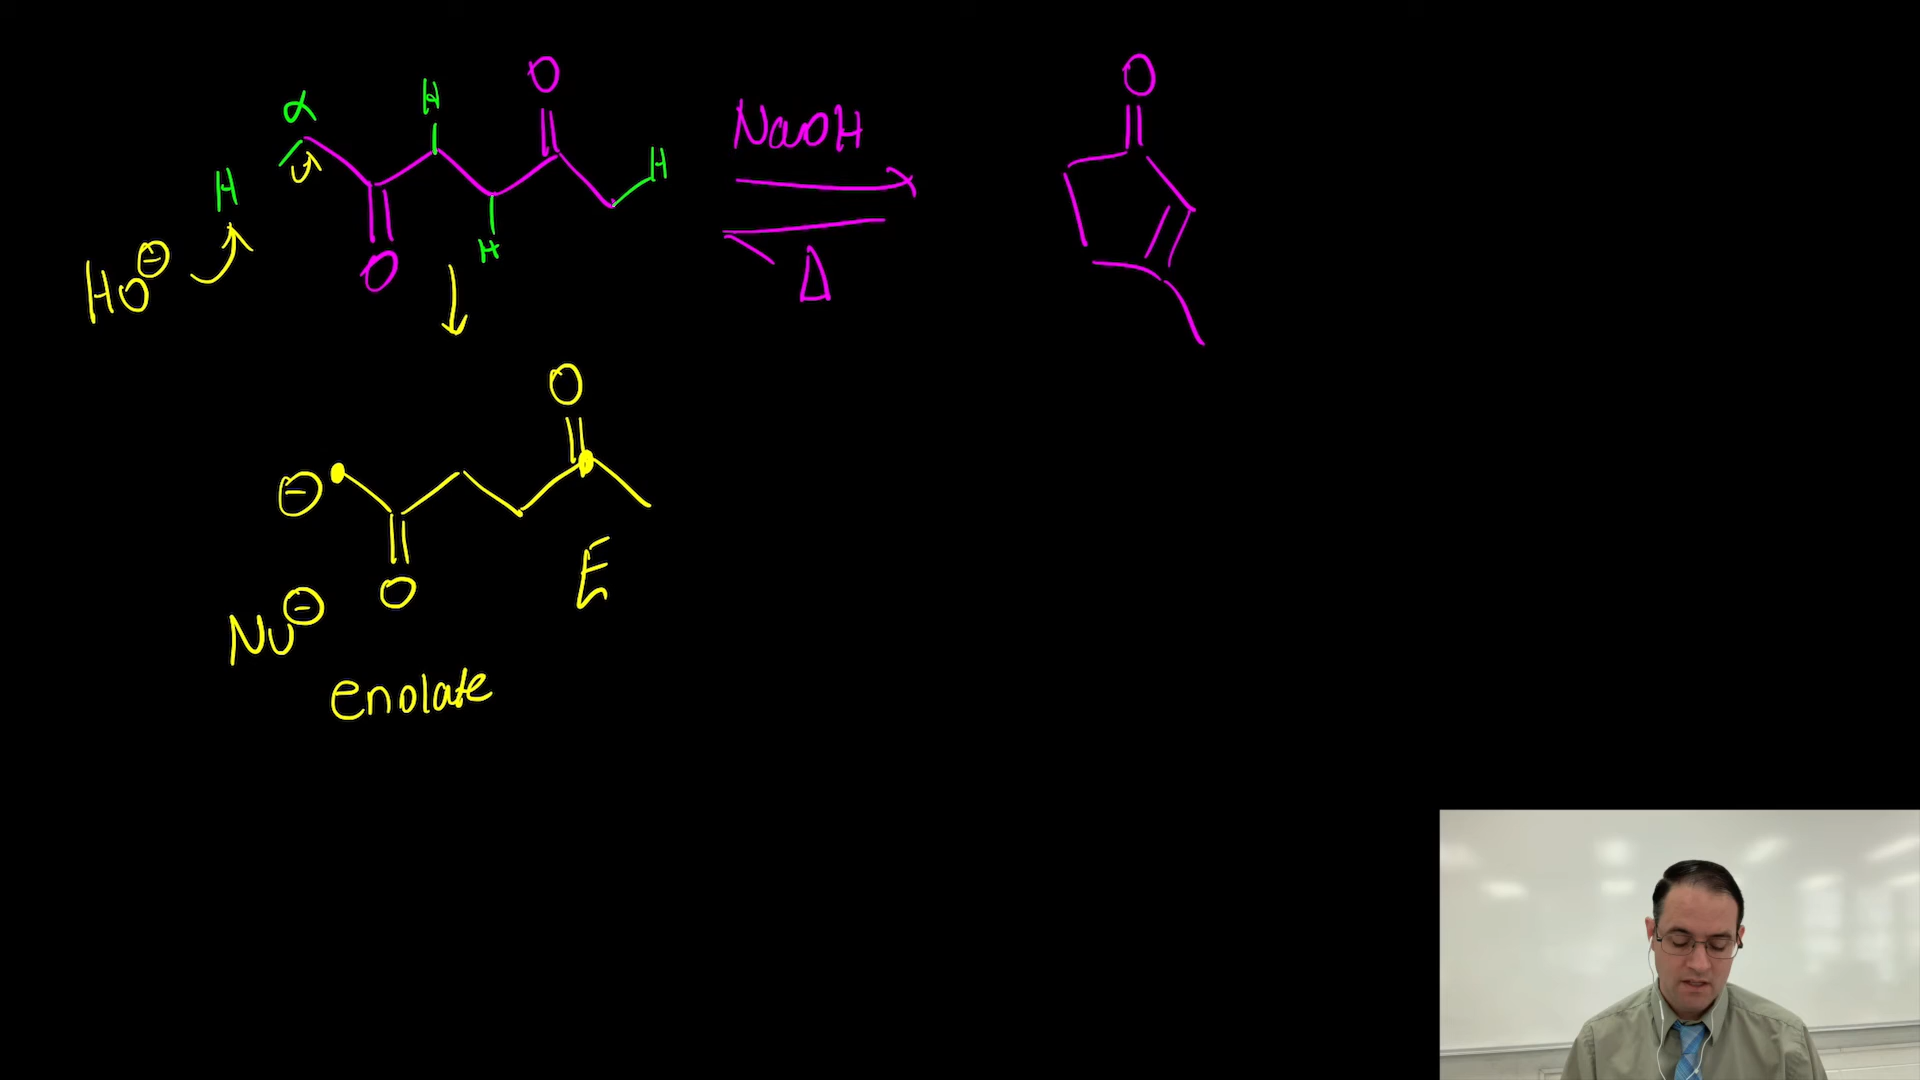 O
α H
H H NaOH O
HO⊖ O H Δ
O
⊖
O E
Nu⊖
enolate